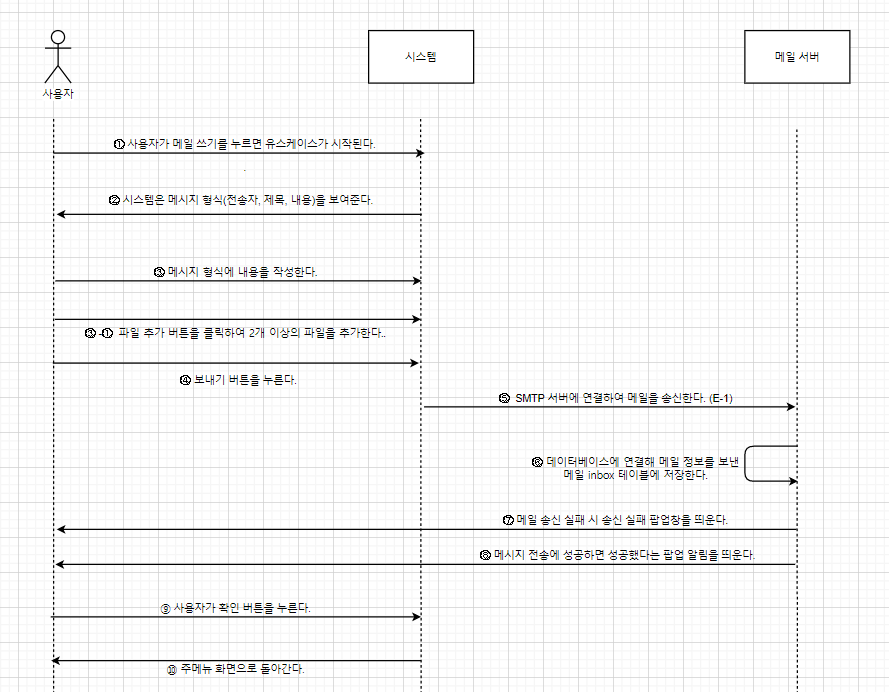 사용자
시스템
메일 서버
① 사용자가 메일 쓰기를 누르면 유스케이스가 시작된다.
② 시스템은 메시지 형식(전송자, 제목, 내용)을 보여준다.
③ 메시지 형식에 내용을 작성한다.
③-① 파일 추가 버튼을 클릭하여 2개 이상의 파일을 추가한다..
④ 보내기 버튼을 누른다.
⑤ SMTP 서버에 연결하여 메일을 송신한다. (E-1)
⑥ 데이터베이스에 연결해 메일 정보를 보낸
메일 inbox 테이블에 저장한다.
⑦ 메일 송신 실패 시 송신 실패 팝업창을 띄운다.
⑧ 메시지 전송에 성공하면 성공했다는 팝업 알림을 띄운다.
⑨ 사용자가 확인 버튼을 누른다.
⑩ 주메뉴 화면으로 돌아간다.